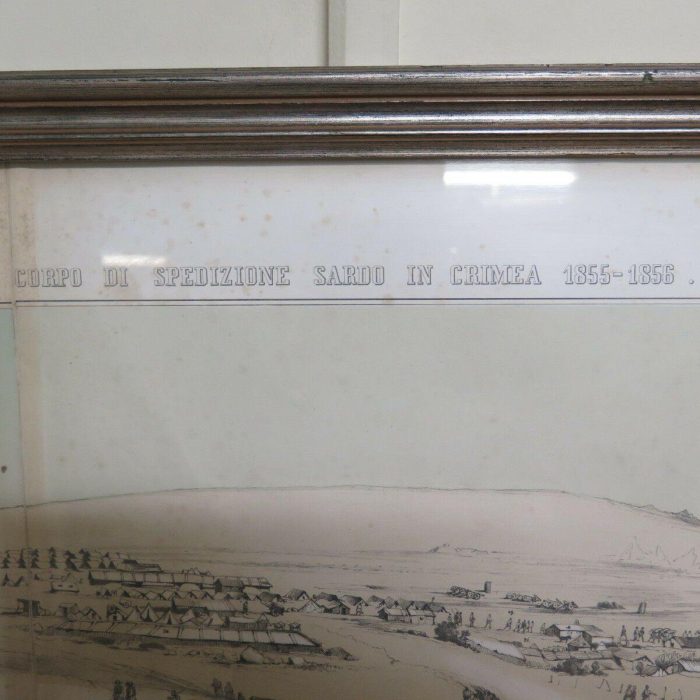 CORPO DI SPEDIZIONE SARDO IN CRIMEA 1855-1856.